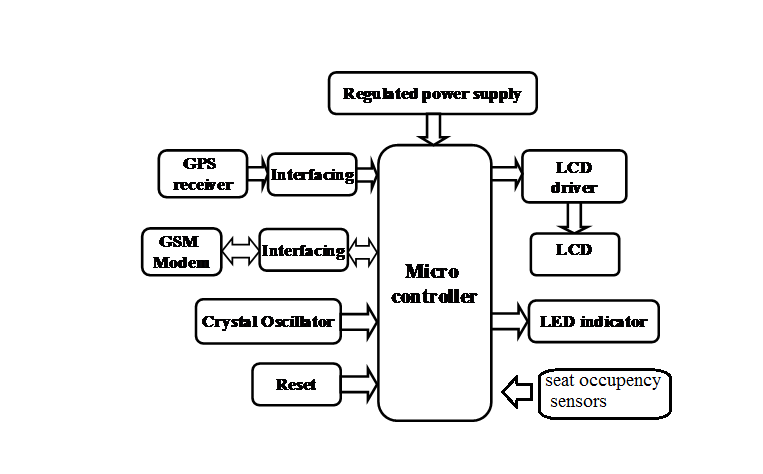 Regulated power supply
GPS
receiver
Interfacing
LCD
driver
GSM
Modem
Interfacing
LCD
Micro
controller
Crystal Oscillator
LED indicator
Reset
seat occupency
sensors